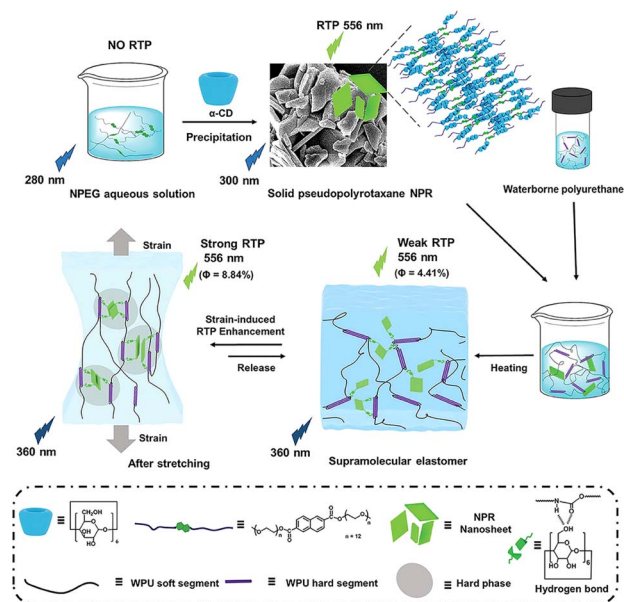 NO RTP
RTP 556 nm
α-CD
Precipitation
280 nm
NPEG aqueous solution
300 nm
Solid pseudopolyrotaxane NPR
Waterborne polyurethane
Strain
Strong RTP
556 nm
(Φ = 8.84%)
Weak RTP
556 nm
(Φ = 4.41%)
Strain-induced
RTP Enhancement
Release
Heating
Strain
360 nm
After stretching
360 nm
Supramolecular elastomer
CH₂OH
O
OH
O
OH
6
≡
≡
O
O
n
O
O
O
O
n
n = 12
≡
NPR
Nanosheet
≡
N
H
O
O
OH
O
OH
O
OH
6
Hydrogen bond
≡ WPU soft segment
≡ WPU hard segment
≡ Hard phase